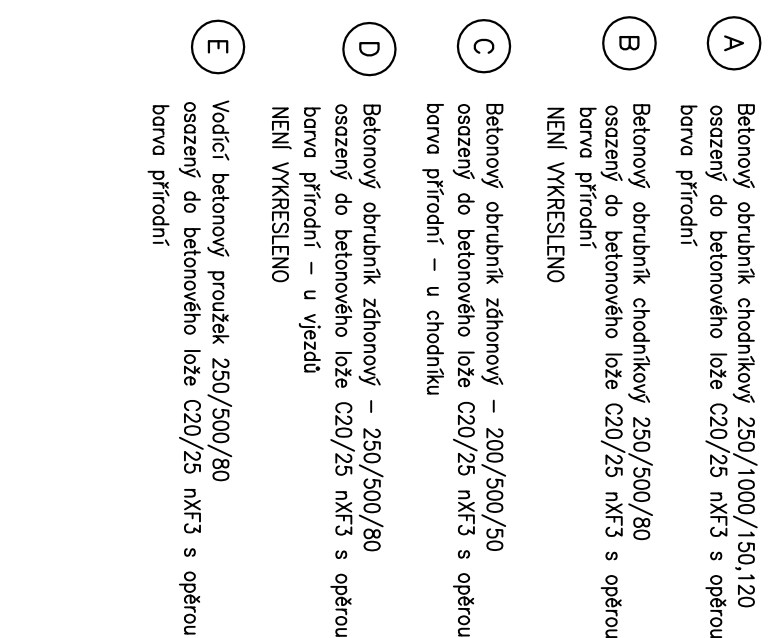 A
Betonový obrubník chodníkový 250/1000/150,120
osazený do betonového lože C20/25 nXF3 s opěrou
barva přírodní
B
Betonový obrubník chodníkový 250/500/80
osazený do betonového lože C20/25 nXF3 s opěrou
barva přírodní
NENÍ VYKRESLENO
C
Betonový obrubník záhonový – 200/500/50
osazený do betonového lože C20/25 nXF3 s opěrou
barva přírodní – u chodníku
D
Betonový obrubník záhonový – 250/500/80
osazený do betonového lože C20/25 nXF3 s opěrou
barva přírodní – u vjezdů
NENÍ VYKRESLENO
E
Vodící betonový proužek 250/500/80
osazený do betonového lože C20/25 nXF3 s opěrou
barva přírodní